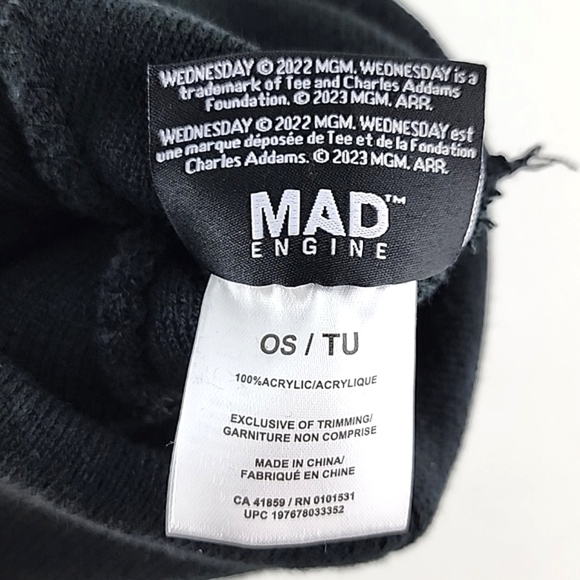 WEDNESDAY © 2022 MGM. WEDNESDAY is a
trademark of Tee and Charles Addams
Foundation. © 2023 MGM. ARR.
WEDNESDAY © 2022 MGM. WEDNESDAY est
une marque déposée de Tee et de la Fondation
Charles Addams. © 2023 MGM. ARR.
MAD™
ENGINE
OS / TU
100%ACRYLIC/ACRYLIQUE
EXCLUSIVE OF TRIMMING/
GARNITURE NON COMPRISE
MADE IN CHINA/
FABRIQUÉ EN CHINE
CA 41859 / RN 0101531
UPC 197678033352